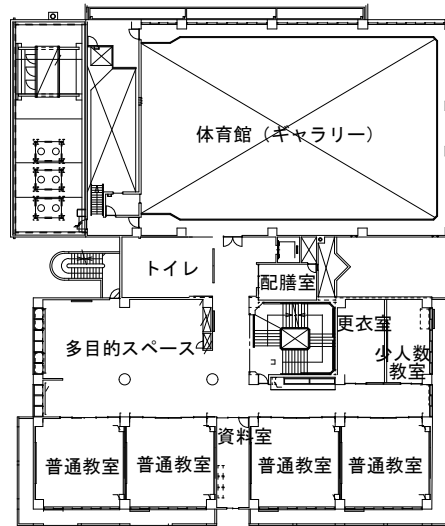 体育館（ギャラリー）
トイレ
配膳室
多目的スペース
更衣室
少人数
教室
資料室
普通教室
普通教室
普通教室
普通教室